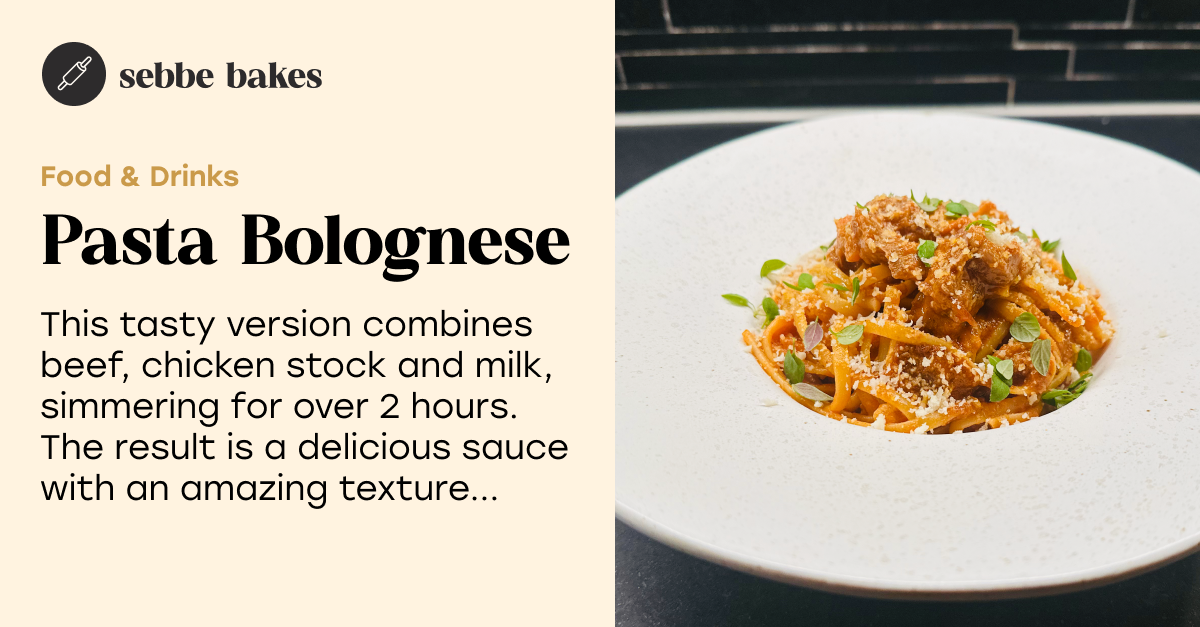 sebbe bakes
Food & Drinks
Pasta Bolognese
This tasty version combines
beef, chicken stock and milk,
simmering for over 2 hours.
The result is a delicious sauce
with an amazing texture...